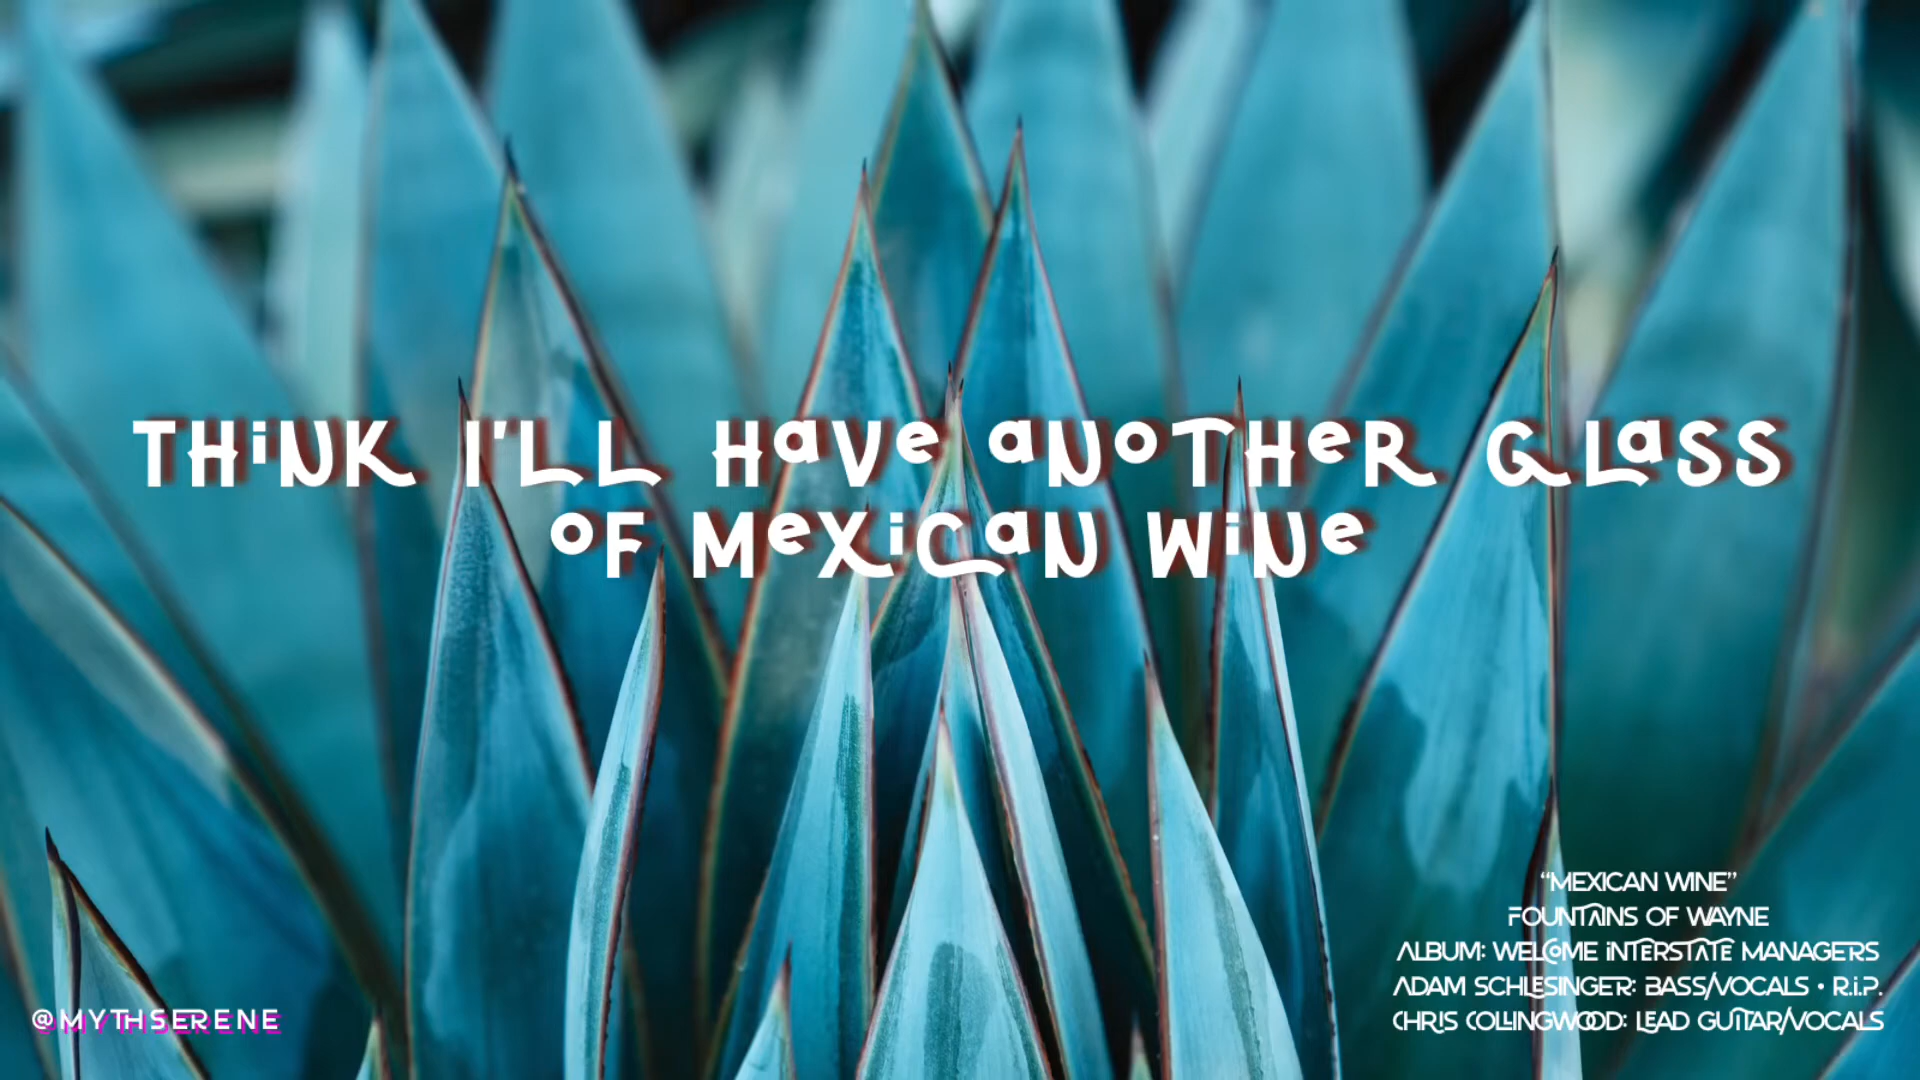 THiNK I'LL HaVe aNoTHeR GLaSS
oF MeXiCaN WiNe
“MEXICAN WINE”
FOUNTAINS OF WAYNE
ALBUM: WELCOME INTERSTATE MANAGERS
ADAM SCHLESINGER: BASS/VOCALS • R.i.P.
CHRIS COLLINGWOOD: LEAD GUITAR/VOCALS
@MYTHSERENE